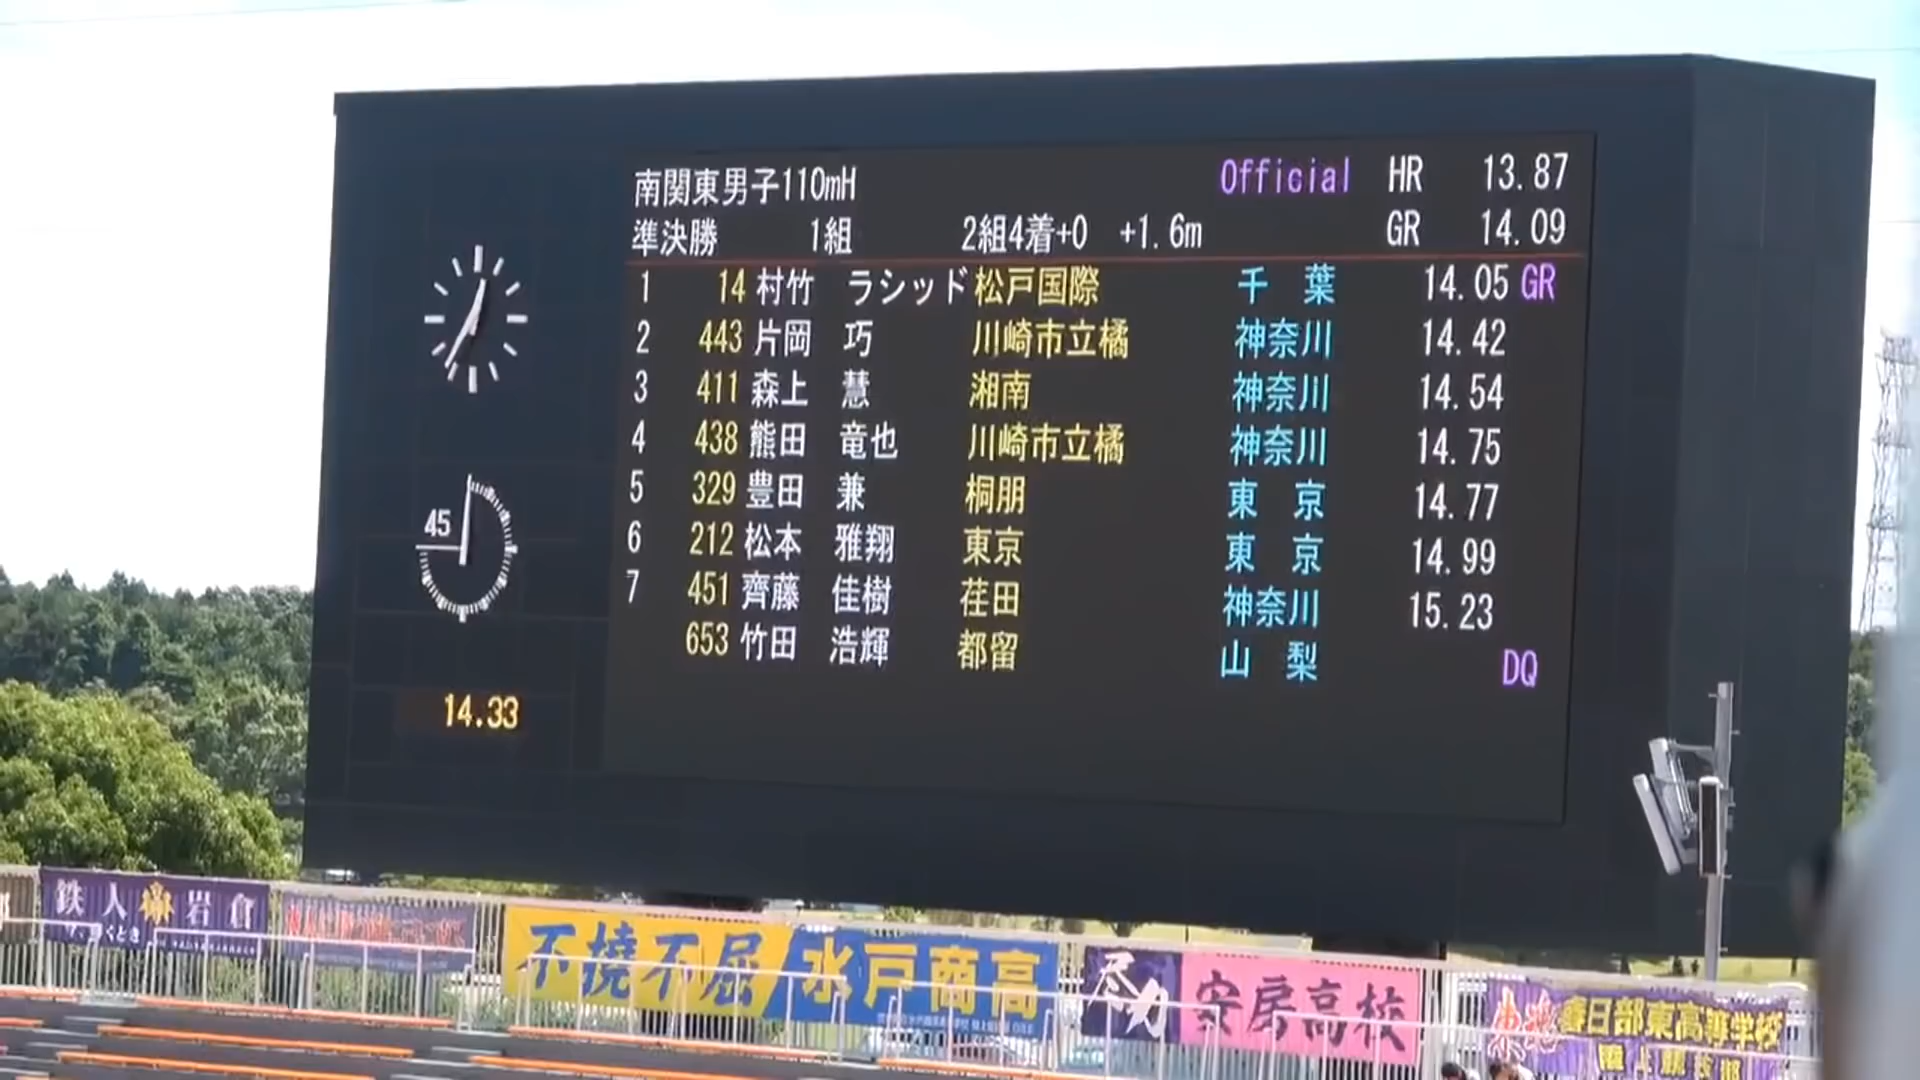 南関東男子110mH Official HR 13.87
準決勝 1組 2組4着+0 +1.6m GR 14.09
1 14 村竹 ラシッド 松戸国際 千葉 14.05 GR
2 443 片岡 巧 川崎市立橘 神奈川 14.42
3 411 森上 慧 湘南 神奈川 14.54
4 438 熊田 竜也 川崎市立橘 神奈川 14.75
5 329 豊田 兼 桐朋 東京 14.77
6 212 松本 雅翔 東京 東京 14.99
7 451 齊藤 佳樹 荏田 神奈川 15.23
653 竹田 浩輝 都留 山梨 DQ
45
14.33
鉄人 岩倉
不撓不屈 水戸商高
尽力 安房高校
春日部東高等学校